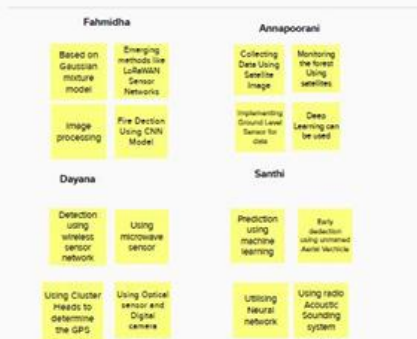 Fahmidha
Based on
Gaussian
mixture
model
Emerging
methods like
LoRaWAN
Sensor
Networks
Image
processing
Fire Dection
Using CNN
Model
Annapoorani
Collecting
Data Using
Satellite
Image
Monitoring
the forest
Using
satellites
Implementing
Ground Level
Sensor for
data
Deep
Learning can
be used
Dayana
Detection
using
wireless
sensor
network
Using
microwave
sensor
Using Cluster
Heads to
determine
the GPS
Using Optical
sensor and
Digital
camera
Santhi
Prediction
using
machine
learning
Early
dedection
using unmaned
Aerial Vechicle
Utilising
Neural
network
Using radio
Acoustic
Sounding
system